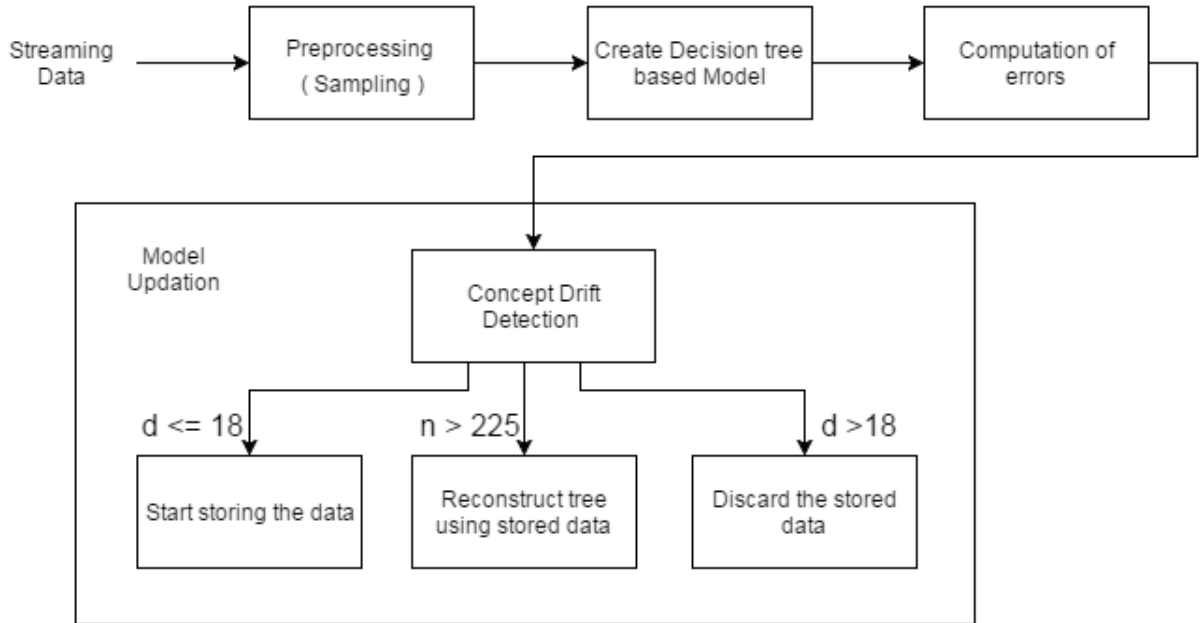 Streaming
Data
Preprocessing
( Sampling )
Create Decision tree
based Model
Computation of
errors
Model
Updation
Concept Drift
Detection
d <= 18
n > 225
d >18
Start storing the data
Reconstruct tree
using stored data
Discard the stored
data